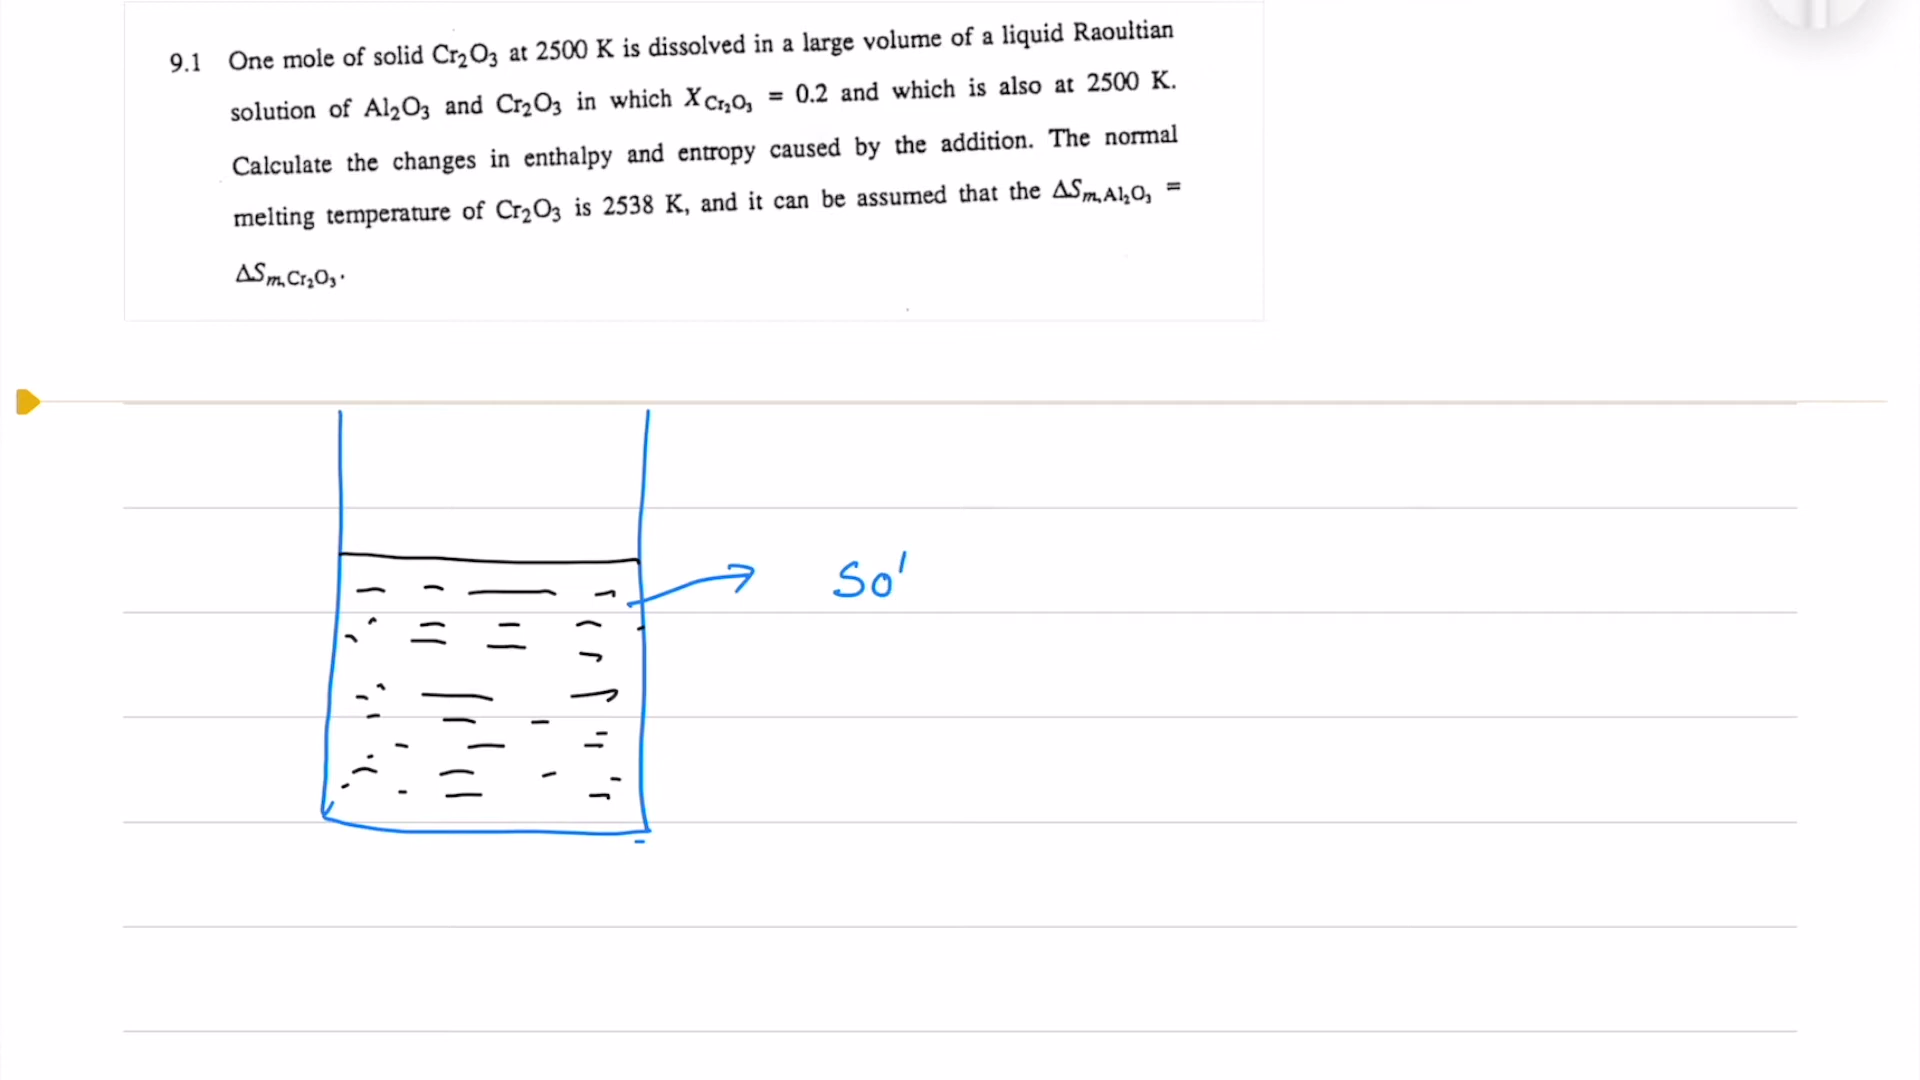 9.1 One mole of solid Cr₂O₃ at 2500 K is dissolved in a large volume of a liquid Raoultian
solution of Al₂O₃ and Cr₂O₃ in which X Cr₂O₃ = 0.2 and which is also at 2500 K.
Calculate the changes in enthalpy and entropy caused by the addition. The normal
melting temperature of Cr₂O₃ is 2538 K, and it can be assumed that the ΔSm,Al₂O₃ =
ΔSm,Cr₂O₃.
So'